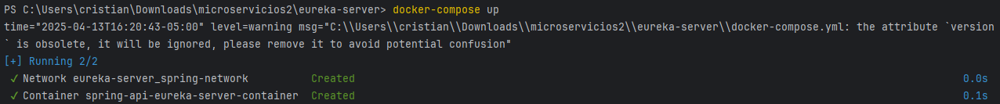 PS C:\Users\cristian\Downloads\microservicios2\eureka-server> docker-compose up
time="2025-04-13T16:20:43-05:00" level=warning msg="C:\\Users\\cristian\\Downloads\\microservicios2\\eureka-server\\docker-compose.yml: the attribute `version
` is obsolete, it will be ignored, please remove it to avoid potential confusion"
[+] Running 2/2
✓ Network eureka-server_spring-network Created 0.0s
✓ Container spring-api-eureka-server-container Created 0.1s